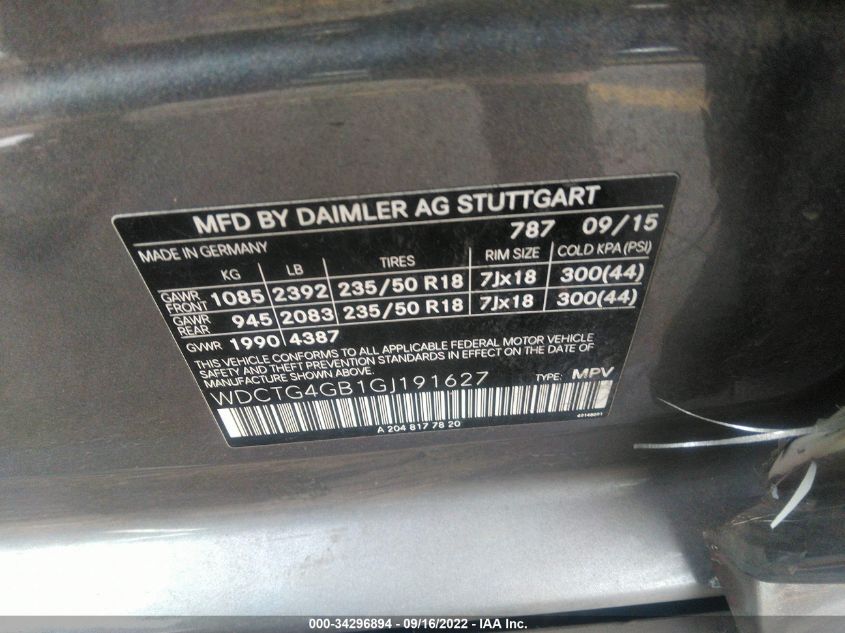 MFD BY DAIMLER AG STUTTGART
MADE IN GERMANY 787 09/15
KG LB TIRES RIM SIZE COLD KPA (PSI)
GAWR FRONT 1085 2392 235/50 R18 7Jx18 300(44)
GAWR REAR 945 2083 235/50 R18 7Jx18 300(44)
GVWR 1990 4387
THIS VEHICLE CONFORMS TO ALL APPLICABLE FEDERAL MOTOR VEHICLE
SAFETY AND THEFT PREVENTION STANDARDS IN EFFECT ON THE DATE OF
MANUFACTURE SHOWN ABOVE.
WDCTG4GB1GJ191627 TYPE: MPV
A 204 817 78 20
000-34296894 - 09/16/2022 - IAA Inc.